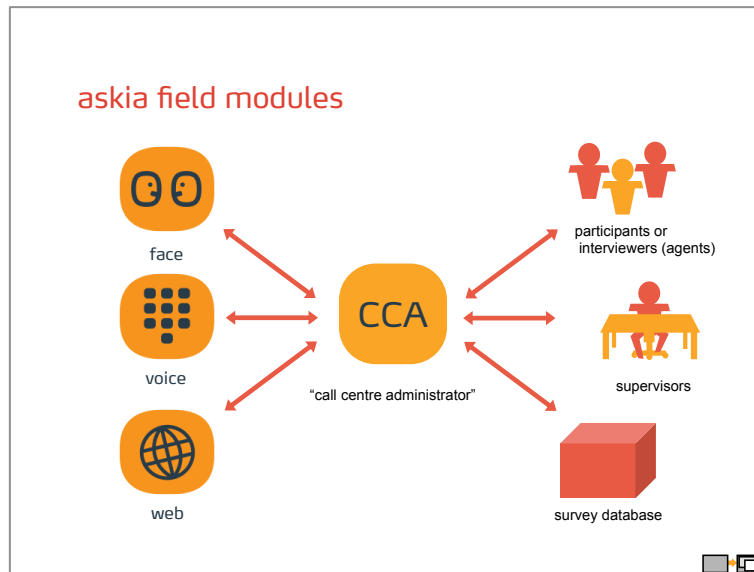 askia field modules
face
voice
web
CCA
“call centre administrator”
participants or
interviewers (agents)
supervisors
survey database